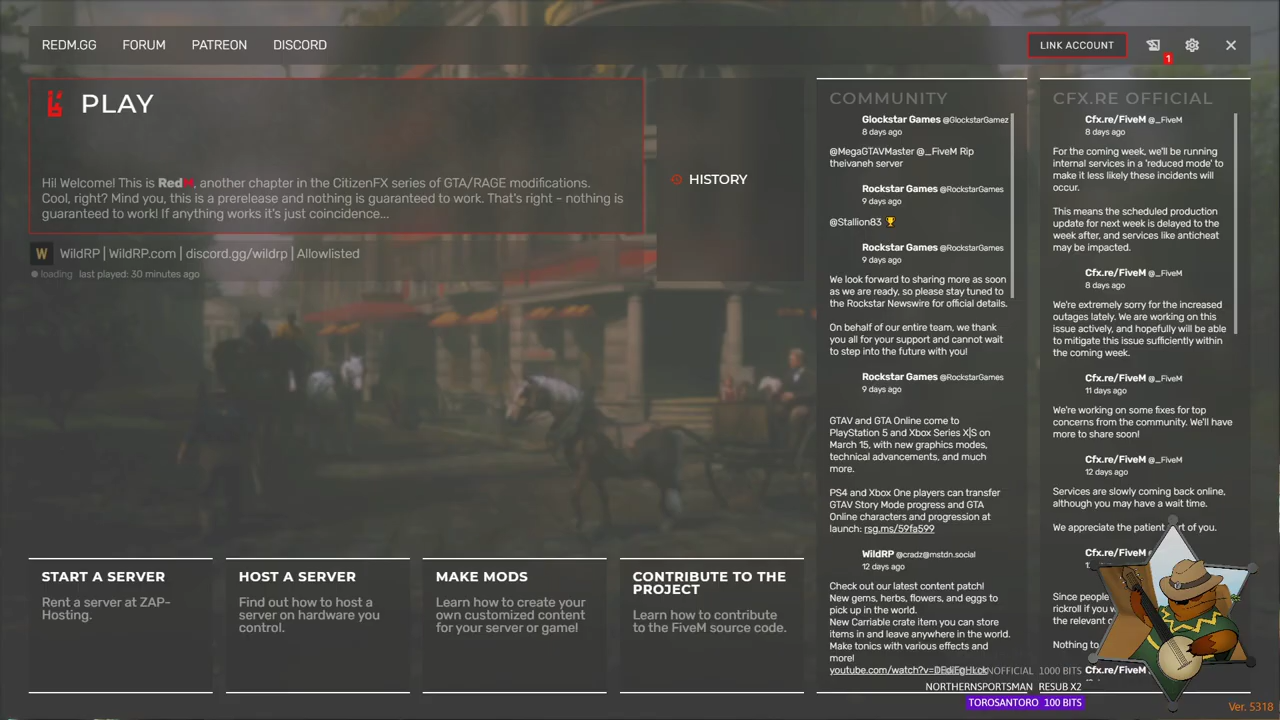 REDM.GG
FORUM
PATREON
DISCORD
LINK ACCOUNT
1
PLAY
Hi! Welcome! This is RedM, another chapter in the CitizenFX series of GTA/RAGE modifications.
Cool, right? Mind you, this is a prerelease and nothing is guaranteed to work. That's right - nothing is
guaranteed to work! If anything works it's just coincidence...
HISTORY
W
WildRP | WildRP.com | discord.gg/wildrp | Allowlisted
loading last played: 30 minutes ago
START A SERVER
Rent a server at ZAP-
Hosting.
HOST A SERVER
Find out how to host a
server on hardware you
control.
MAKE MODS
Learn how to create your
own customized content
for your server or game!
CONTRIBUTE TO THE
PROJECT
Learn how to contribute
to the FiveM source code.
COMMUNITY
Glockstar Games @GlockstarGamez
8 days ago
@MegaGTAVMaster @_FiveM Rip
theivaneh server
Rockstar Games @RockstarGames
9 days ago
@Stallion83 🏆
Rockstar Games @RockstarGames
9 days ago
We look forward to sharing more as soon
as we are ready, so please stay tuned to
the Rockstar Newswire for official details.
On behalf of our entire team, we thank
you all for your support and cannot wait
to step into the future with you!
Rockstar Games @RockstarGames
9 days ago
GTAV and GTA Online come to
PlayStation 5 and Xbox Series X|S on
March 15, with new graphics modes,
technical advancements, and much
more.
PS4 and Xbox One players can transfer
GTAV Story Mode progress and GTA
Online characters and progression at
launch: rsg.ms/59fa599
WildRP @cradz@mstdn.social
12 days ago
Check out our latest content patch!
New gems, herbs, flowers, and eggs to
pick up in the world.
New Carriable crate item you can store
items in and leave anywhere in the world.
Make tonics with various effects and
more!
CFX.RE OFFICIAL
Cfx.re/FiveM @_FiveM
8 days ago
For the coming week, we'll be running
internal services in a 'reduced mode' to
make it less likely these incidents will
occur.
This means the scheduled production
update for next week is delayed to the
week after, and services like anticheat
may be impacted.
Cfx.re/FiveM @_FiveM
8 days ago
We're extremely sorry for the increased
outages lately. We are working on this
issue actively, and hopefully will be able
to mitigate this issue sufficiently within
the coming week.
Cfx.re/FiveM @_FiveM
11 days ago
We're working on some fixes for top
concerns from the community. We'll have
more to share soon!
Cfx.re/FiveM @_FiveM
12 days ago
Services are slowly coming back online,
although you may have a wait time.
We appreciate the patient of you.
Cfx.re/FiveM
Since people
rickroll if you
the relevant
Nothing to
Cfx.re/FiveM
1000 BITS
NORTHERNSPORTSMAN RESUB X2
TOROSANTORO 100 BITS
Ver. 5318